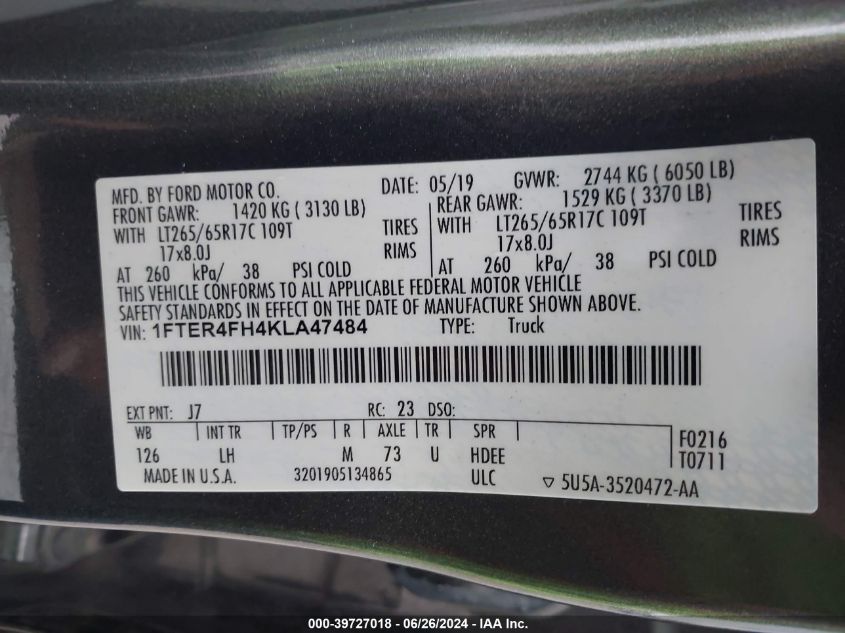 MFD. BY FORD MOTOR CO. DATE: 05/19 GVWR: 2744 KG ( 6050 LB)
FRONT GAWR: 1420 KG ( 3130 LB) REAR GAWR: 1529 KG ( 3370 LB)
WITH LT265/65R17C 109T TIRES WITH LT265/65R17C 109T TIRES
17x8.0J RIMS 17x8.0J RIMS
AT 260 kPa/ 38 PSI COLD AT 260 kPa/ 38 PSI COLD
THIS VEHICLE CONFORMS TO ALL APPLICABLE FEDERAL MOTOR VEHICLE
SAFETY STANDARDS IN EFFECT ON THE DATE OF MANUFACTURE SHOWN ABOVE.
VIN: 1FTER4FH4KLA47484 TYPE: Truck
EXT PNT: J7 RC: 23 DSO:
WB INT TR TP/PS R AXLE TR SPR F0216
126 LH M 73 U HDEE T0711
MADE IN U.S.A. 3201905134865 ULC ▽ 5U5A-3520472-AA
000-39727018 - 06/26/2024 - IAA Inc.